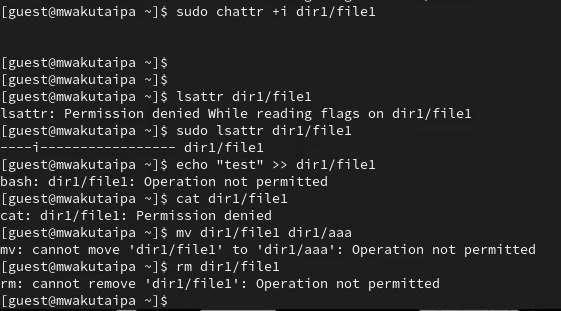 [guest@mwakutaipa ~]$ sudo chattr +i dir1/file1
[guest@mwakutaipa ~]$
[guest@mwakutaipa ~]$
[guest@mwakutaipa ~]$ lsattr dir1/file1
lsattr: Permission denied While reading flags on dir1/file1
[guest@mwakutaipa ~]$ sudo lsattr dir1/file1
----i----------------- dir1/file1
[guest@mwakutaipa ~]$ echo "test" >> dir1/file1
bash: dir1/file1: Operation not permitted
[guest@mwakutaipa ~]$ cat dir1/file1
cat: dir1/file1: Permission denied
[guest@mwakutaipa ~]$ mv dir1/file1 dir1/aaa
mv: cannot move 'dir1/file1' to 'dir1/aaa': Operation not permitted
[guest@mwakutaipa ~]$ rm dir1/file1
rm: cannot remove 'dir1/file1': Operation not permitted
[guest@mwakutaipa ~]$